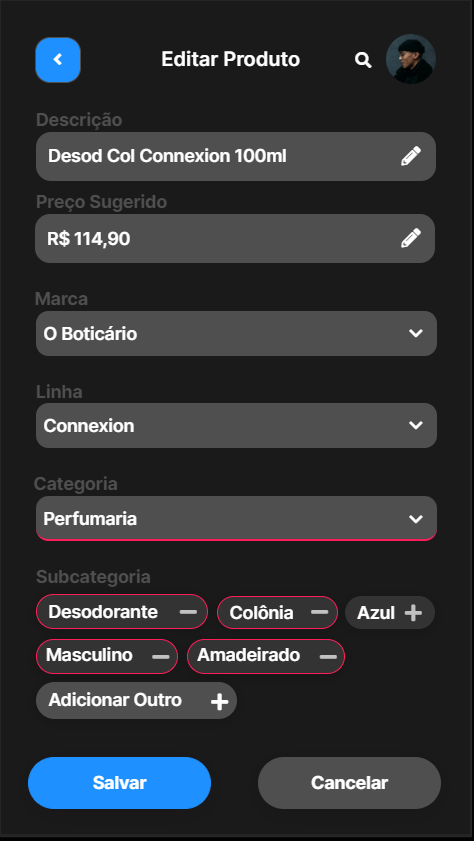 Editar Produto
Descrição
Desod Col Connexion 100ml
Preço Sugerido
R$ 114,90
Marca
O Boticário
Linha
Connexion
Categoria
Perfumaria
Subcategoria
Desodorante Colônia Azul
Masculino Amadeirado
Adicionar Outro
Salvar Cancelar